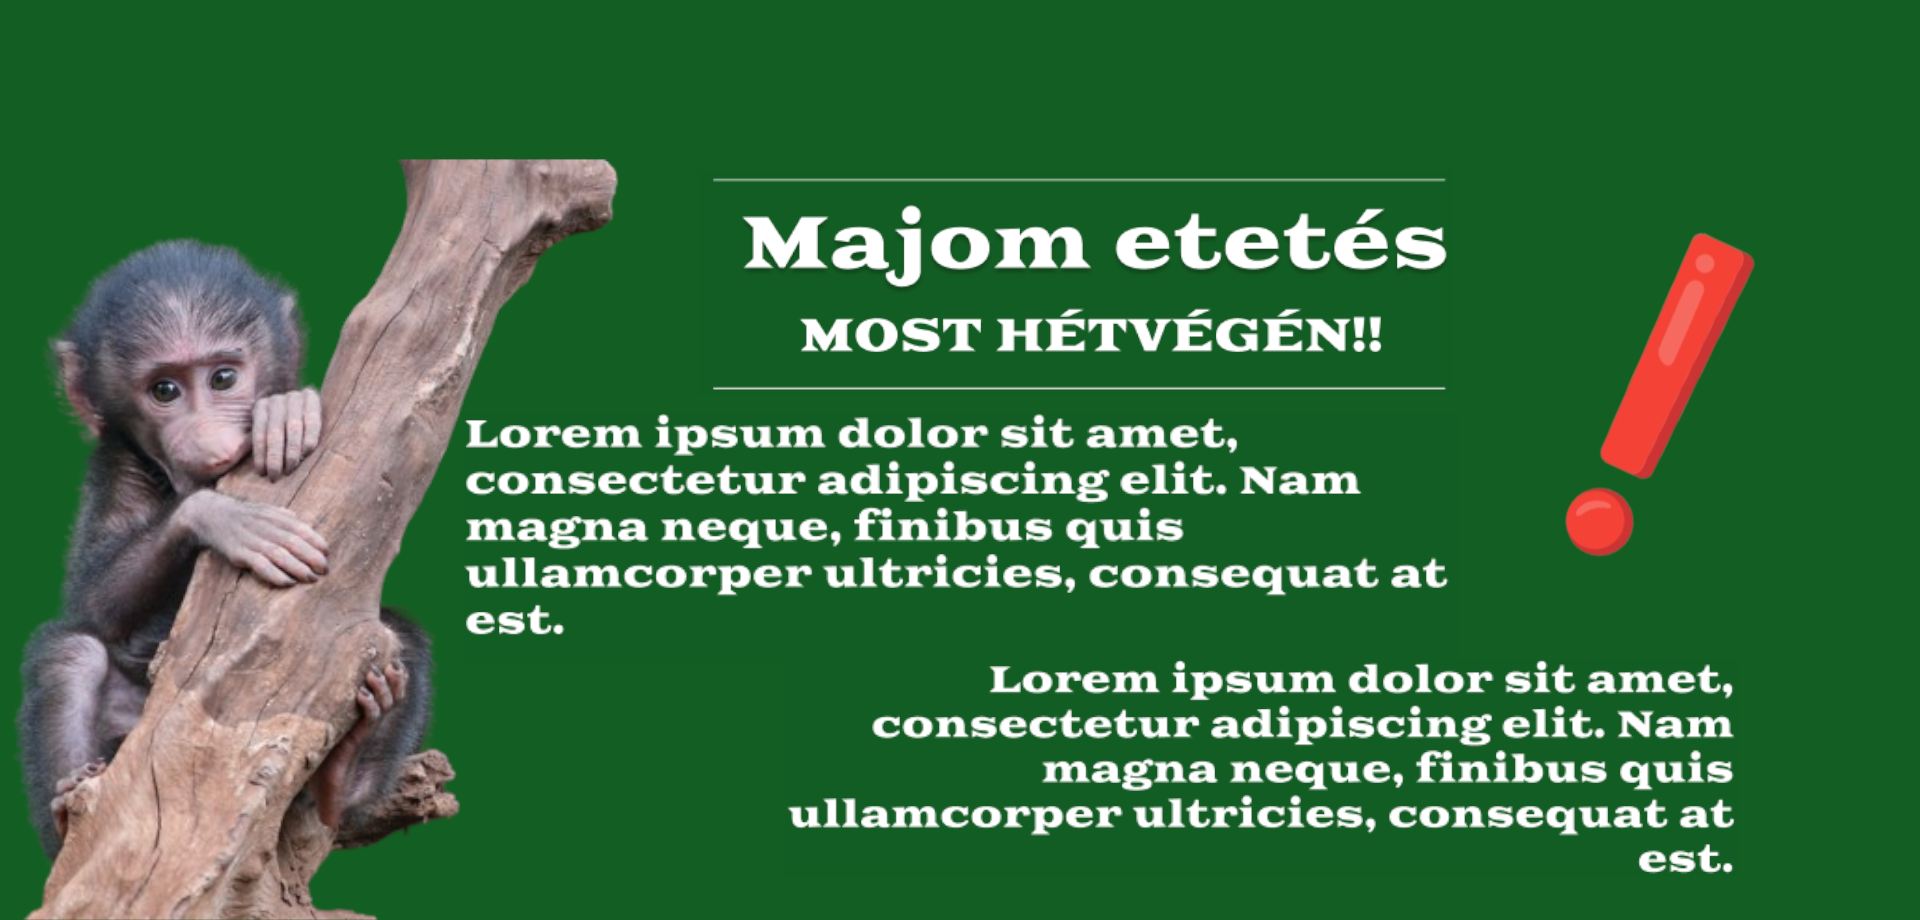 Majom etetés
MOST HÉTVÉGÉN!!
Lorem ipsum dolor sit amet,
consectetur adipiscing elit. Nam
magna neque, finibus quis
ullamcorper ultricies, consequat at
est.
Lorem ipsum dolor sit amet,
consectetur adipiscing elit. Nam
magna neque, finibus quis
ullamcorper ultricies, consequat at
est.